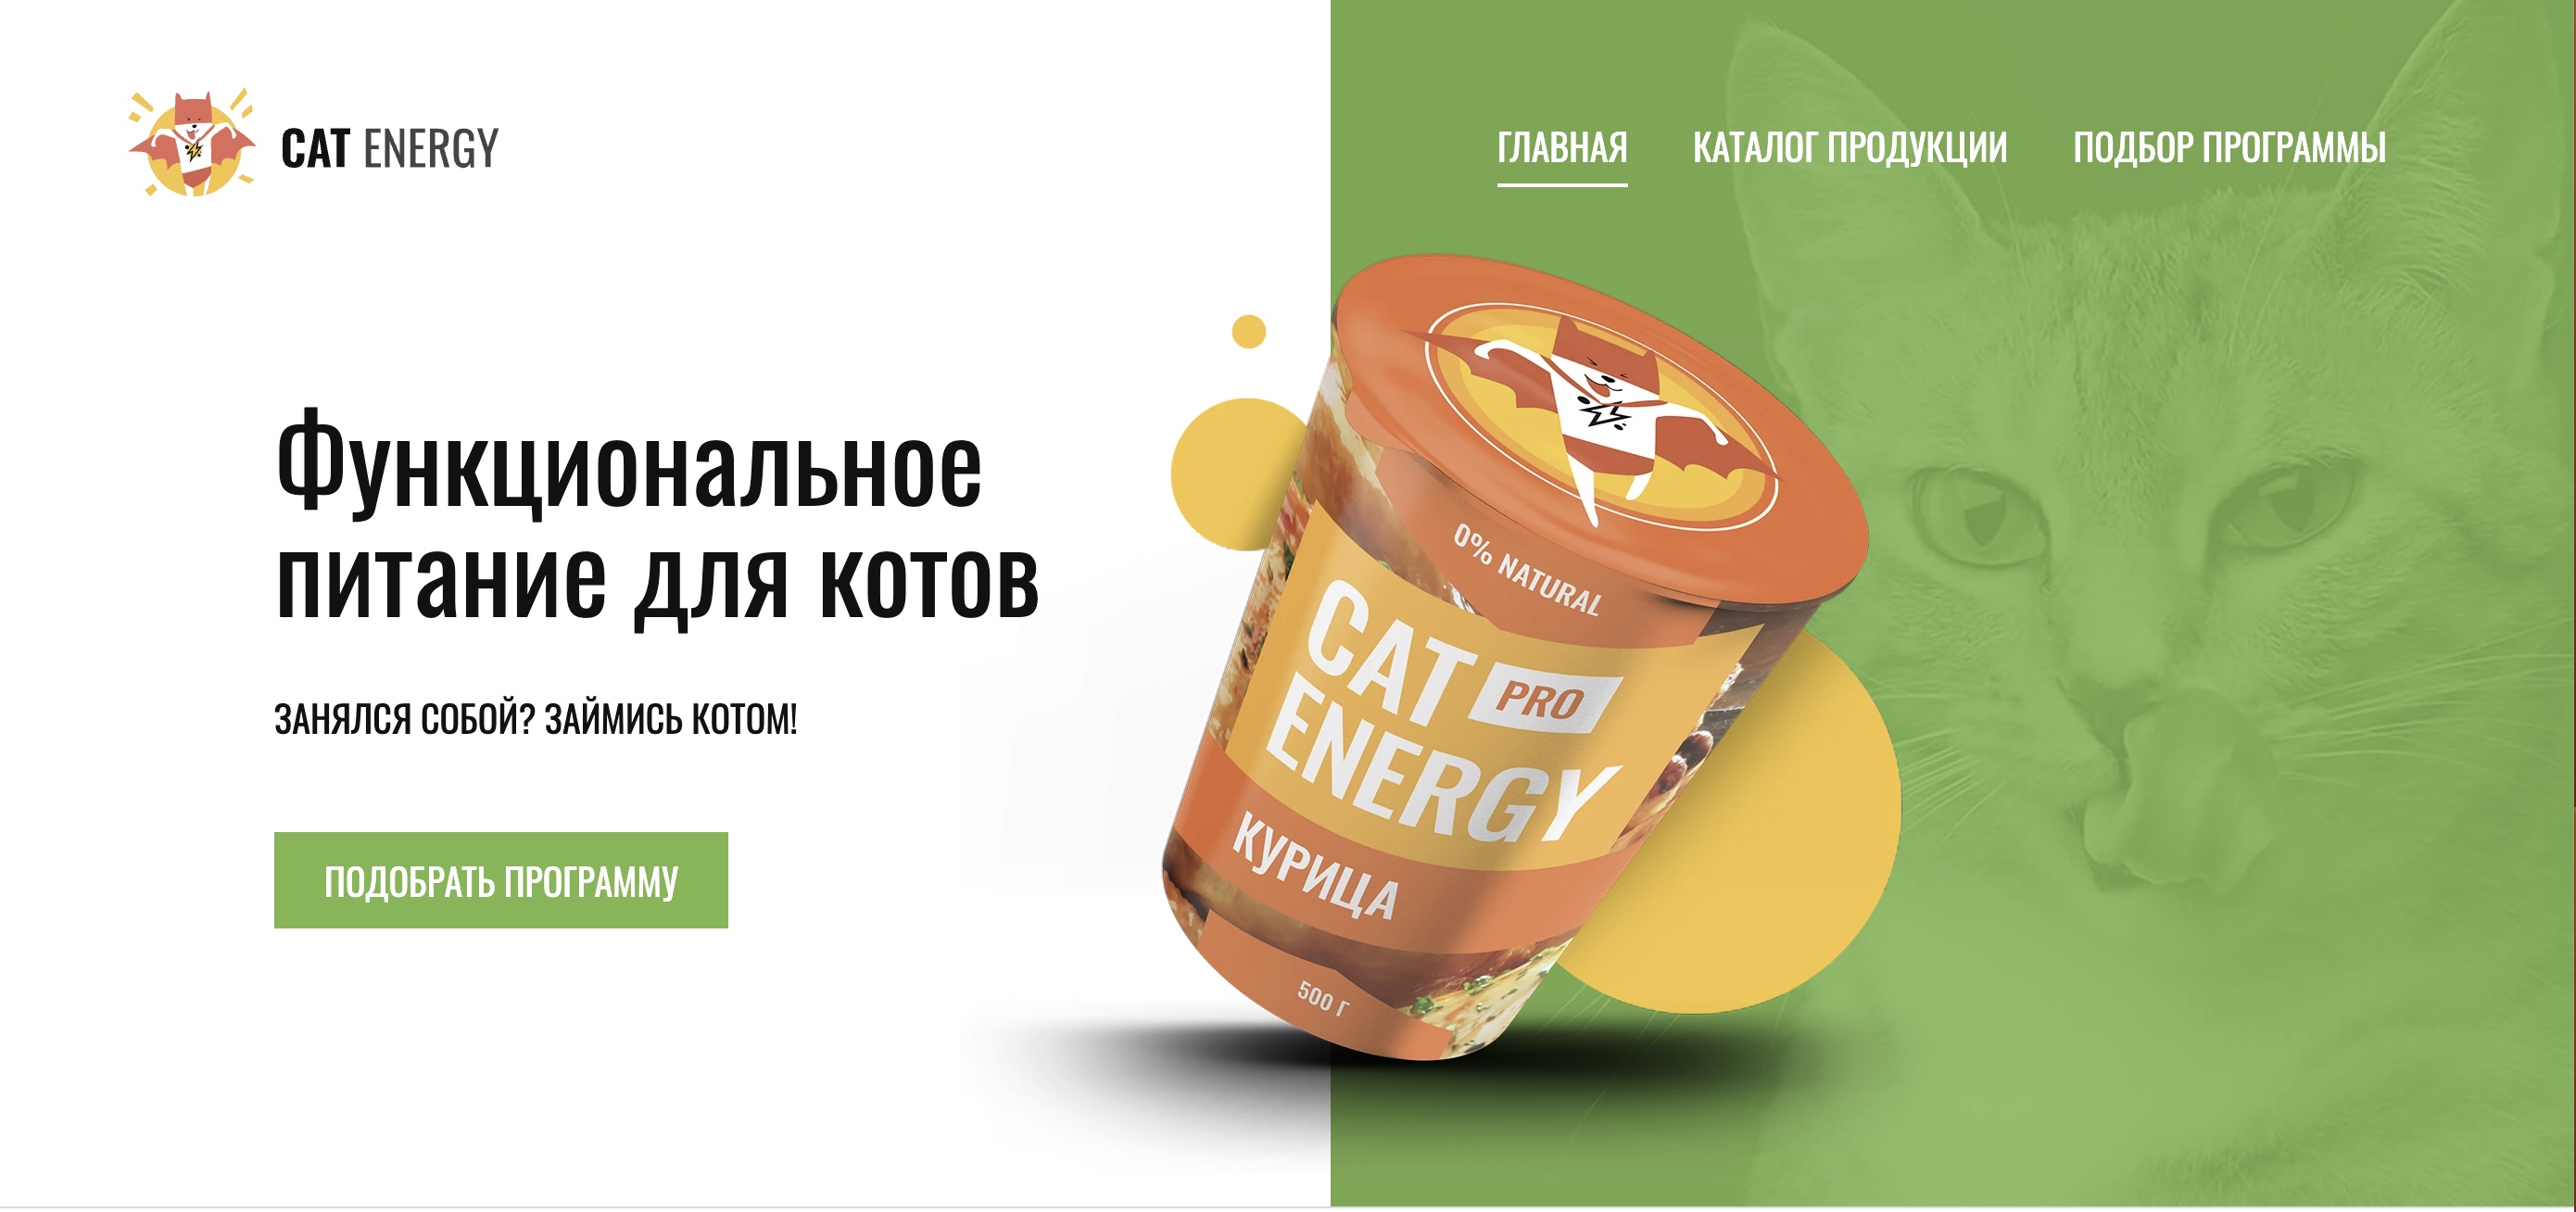 CAT ENERGY
ГЛАВНАЯ КАТАЛОГ ПРОДУКЦИИ ПОДБОР ПРОГРАММЫ
Функциональное
питание для котов
ЗАНЯЛСЯ СОБОЙ? ЗАЙМИСЬ КОТОМ!
ПОДОБРАТЬ ПРОГРАММУ
0% NATURAL
CAT PRO
ENERGY
КУРИЦА
500 Г